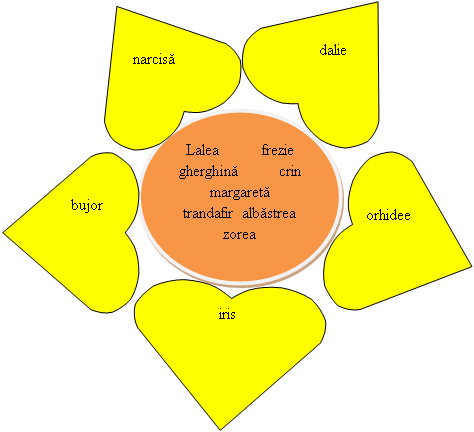 narcisă
dalie
Lalea frezie
gherghină crin
margaretă
trandafir albăstrea
zorea
bujor
orhidee
iris